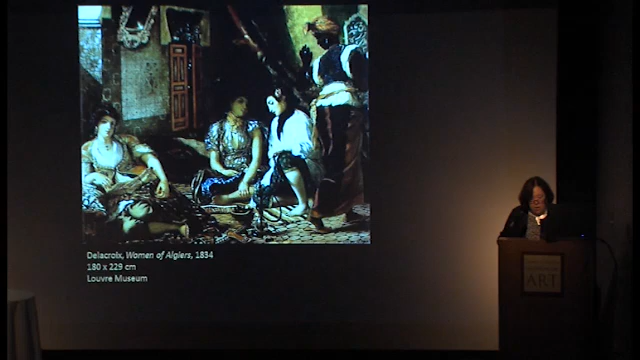 Delacroix, Women of Algiers, 1834
180 x 229 cm
Louvre Museum
ART